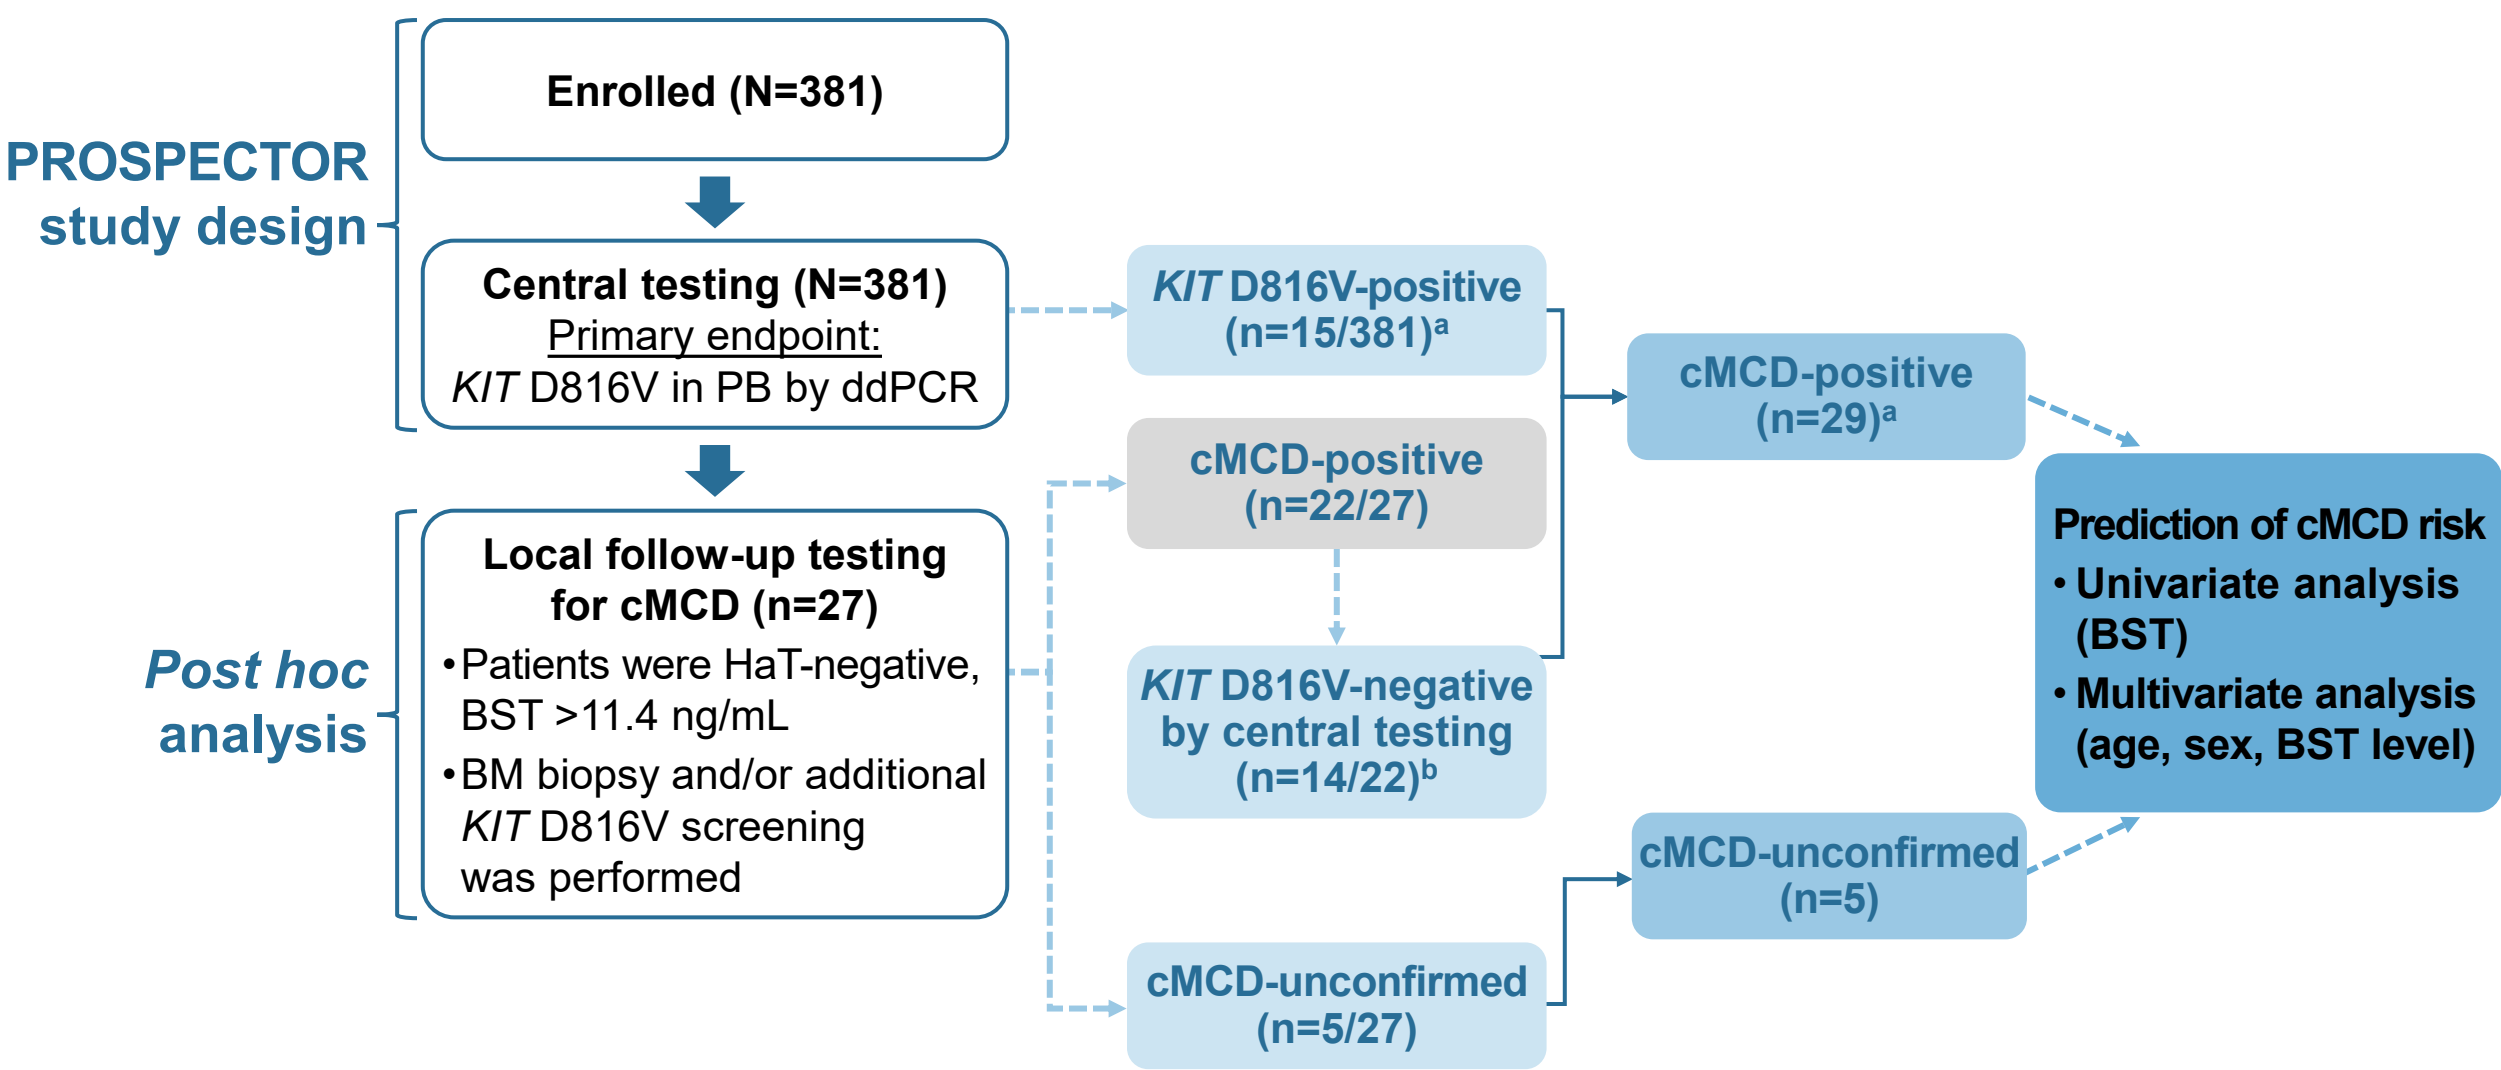 PROSPECTOR
study design
Enrolled (N=381)
Central testing (N=381)
Primary endpoint:
KIT D816V in PB by ddPCR
Post hoc
analysis
Local follow-up testing
for cMCD (n=27)
•Patients were HaT-negative,
BST >11.4 ng/mL
•BM biopsy and/or additional
KIT D816V screening
was performed
KIT D816V-positive
(n=15/381)ᵃ
cMCD-positive
(n=22/27)
KIT D816V-negative
by central testing
(n=14/22)ᵇ
cMCD-unconfirmed
(n=5/27)
cMCD-positive
(n=29)ᵃ
cMCD-unconfirmed
(n=5)
Prediction of cMCD risk
• Univariate analysis
(BST)
• Multivariate analysis
(age, sex, BST level)